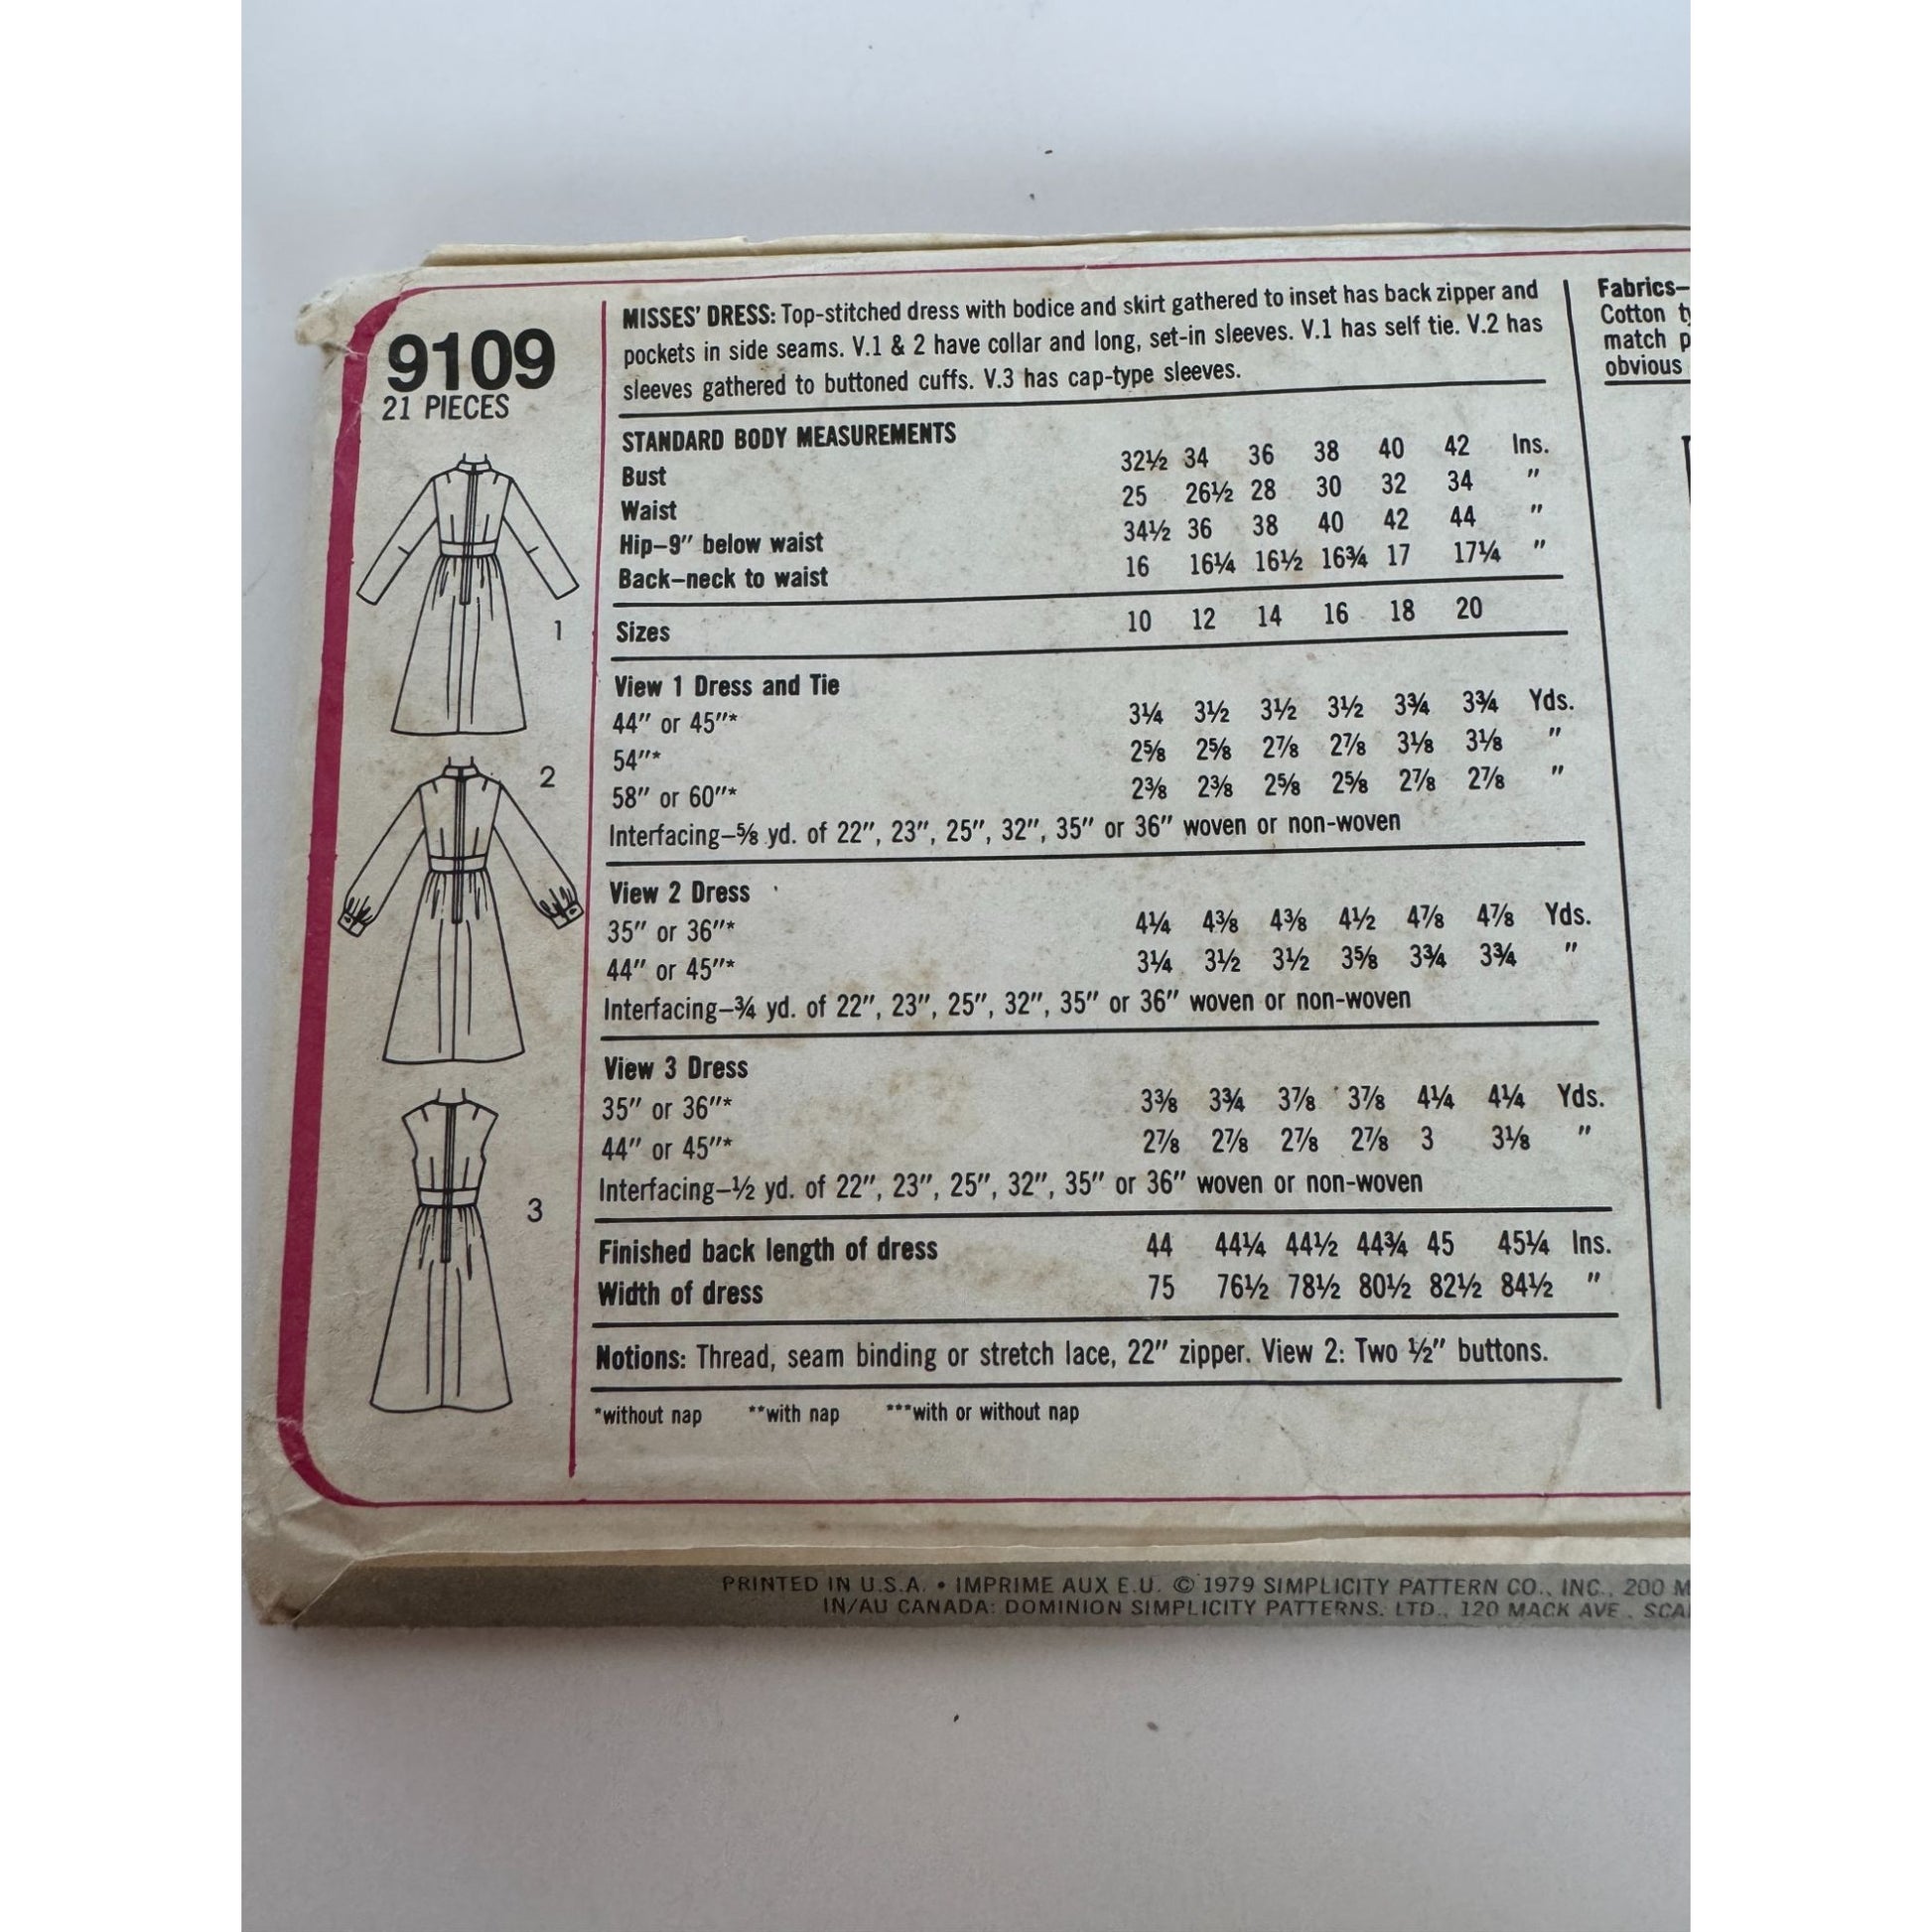 9109
21 PIECES
1
2
3
MISSES' DRESS: Top-stitched dress with bodice and skirt gathered to inset has back zipper and
pockets in side seams. V.1 & 2 have collar and long, set-in sleeves. V.1 has self tie. V.2 has
sleeves gathered to buttoned cuffs. V.3 has cap-type sleeves.
STANDARD BODY MEASUREMENTS
Bust 32½ 34 36 38 40 42 Ins.
Waist 25 26½ 28 30 32 34 "
Hip–9" below waist 34½ 36 38 40 42 44 "
Back–neck to waist 16 16¼ 16½ 16¾ 17 17¼ "
Sizes 10 12 14 16 18 20
View 1 Dress and Tie
44" or 45"* 3¼ 3½ 3½ 3½ 3¾ 3¾ Yds.
54"* 2⅝ 2⅝ 2⅞ 2⅞ 3⅛ 3⅛ "
58" or 60"* 2⅜ 2⅜ 2⅝ 2⅝ 2⅞ 2⅞ "
Interfacing–⅝ yd. of 22", 23", 25", 32", 35" or 36" woven or non-woven
View 2 Dress
35" or 36"* 4¼ 4⅜ 4⅜ 4½ 4⅞ 4⅞ Yds.
44" or 45"* 3¼ 3½ 3½ 3⅝ 3¾ 3¾ "
Interfacing–¾ yd. of 22", 23", 25", 32", 35" or 36" woven or non-woven
View 3 Dress
35" or 36"* 3⅜ 3¾ 3⅞ 3⅞ 4¼ 4¼ Yds.
44" or 45"* 2⅞ 2⅞ 2⅞ 2⅞ 3 3⅛ "
Interfacing–½ yd. of 22", 23", 25", 32", 35" or 36" woven or non-woven
Finished back length of dress 44 44¼ 44½ 44¾ 45 45¼ Ins.
Width of dress 75 76½ 78½ 80½ 82½ 84½ "
Notions: Thread, seam binding or stretch lace, 22" zipper. View 2: Two ½" buttons.
*without nap **with nap ***with or without nap
Fabrics–
Cotton
match
obvious
PRINTED IN U.S.A. • IMPRIME AUX E.U. © 1979 SIMPLICITY PATTERN CO., INC., 200
IN/AU CANADA: DOMINION SIMPLICITY PATTERNS. LTD., 120 MACK AVE.,